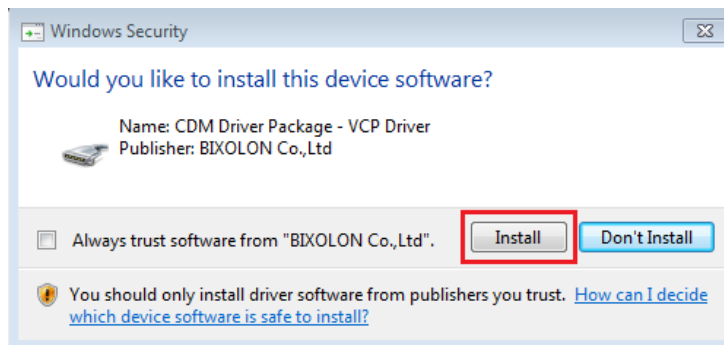 Windows Security
Would you like to install this device software?
Name: CDM Driver Package - VCP Driver
Publisher: BIXOLON Co.,Ltd
Always trust software from "BIXOLON Co.,Ltd".
Install
Don't Install
You should only install driver software from publishers you trust. How can I decide
which device software is safe to install?